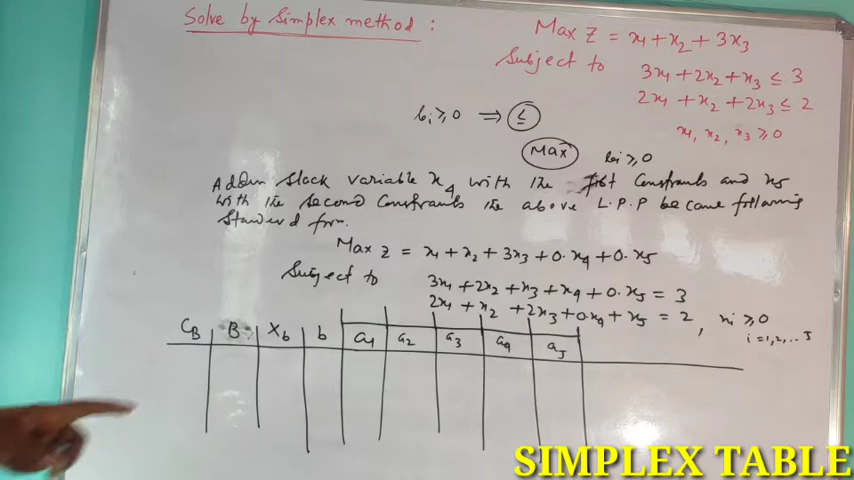 Solve by Simplex method :
Max Z = x1 + x2 + 3x3
Subject to
3x1 + 2x2 + x3 ≤ 3
2x1 + x2 + 2x3 ≤ 2
x1, x2, x3 ≥ 0
bi ≥ 0 ⇒ ≤
Max bi ≥ 0
slack variable x4 with the Constraints and x5
with the second Constraints the above L.P.P became following
form.
Max Z = x1 + x2 + 3x3 + 0·x4 + 0·x5
Subject to
3x1 + 2x2 + x3 + x4 + 0·x5 = 3
2x1 + x2 + 2x3 + 0x4 + x5 = 2, xi ≥ 0
i = 1,2,...5
CB B Xb b a1 a2 a3 a4 a5
SIMPLEX TABLE